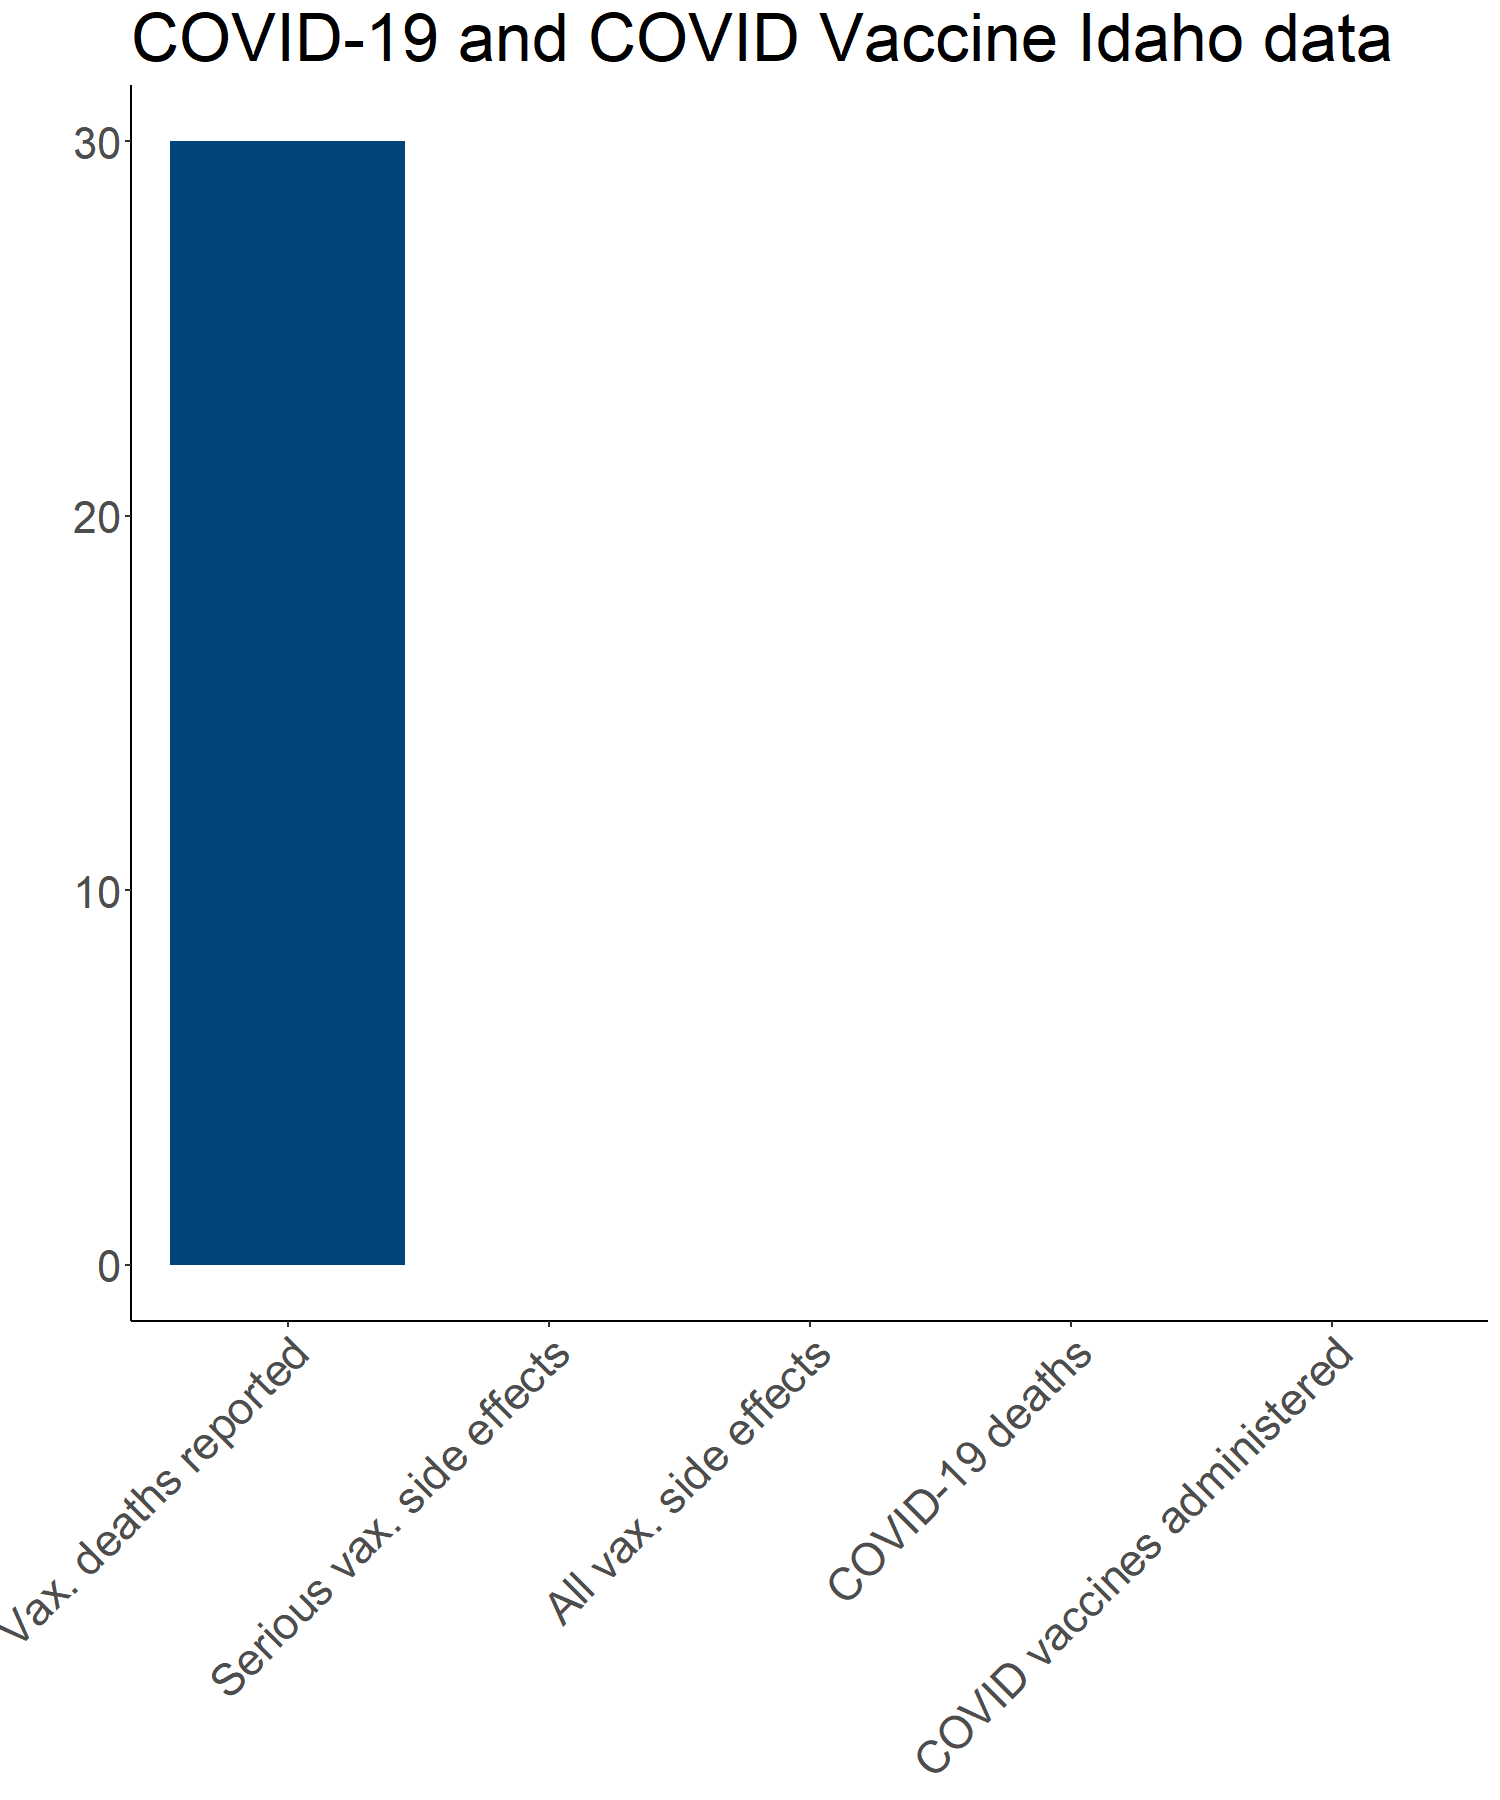 COVID-19 and COVID Vaccine Idaho data
30
20
10
0
Vax. deaths reported
Serious vax. side effects
All vax. side effects
COVID-19 deaths
COVID vaccines administered